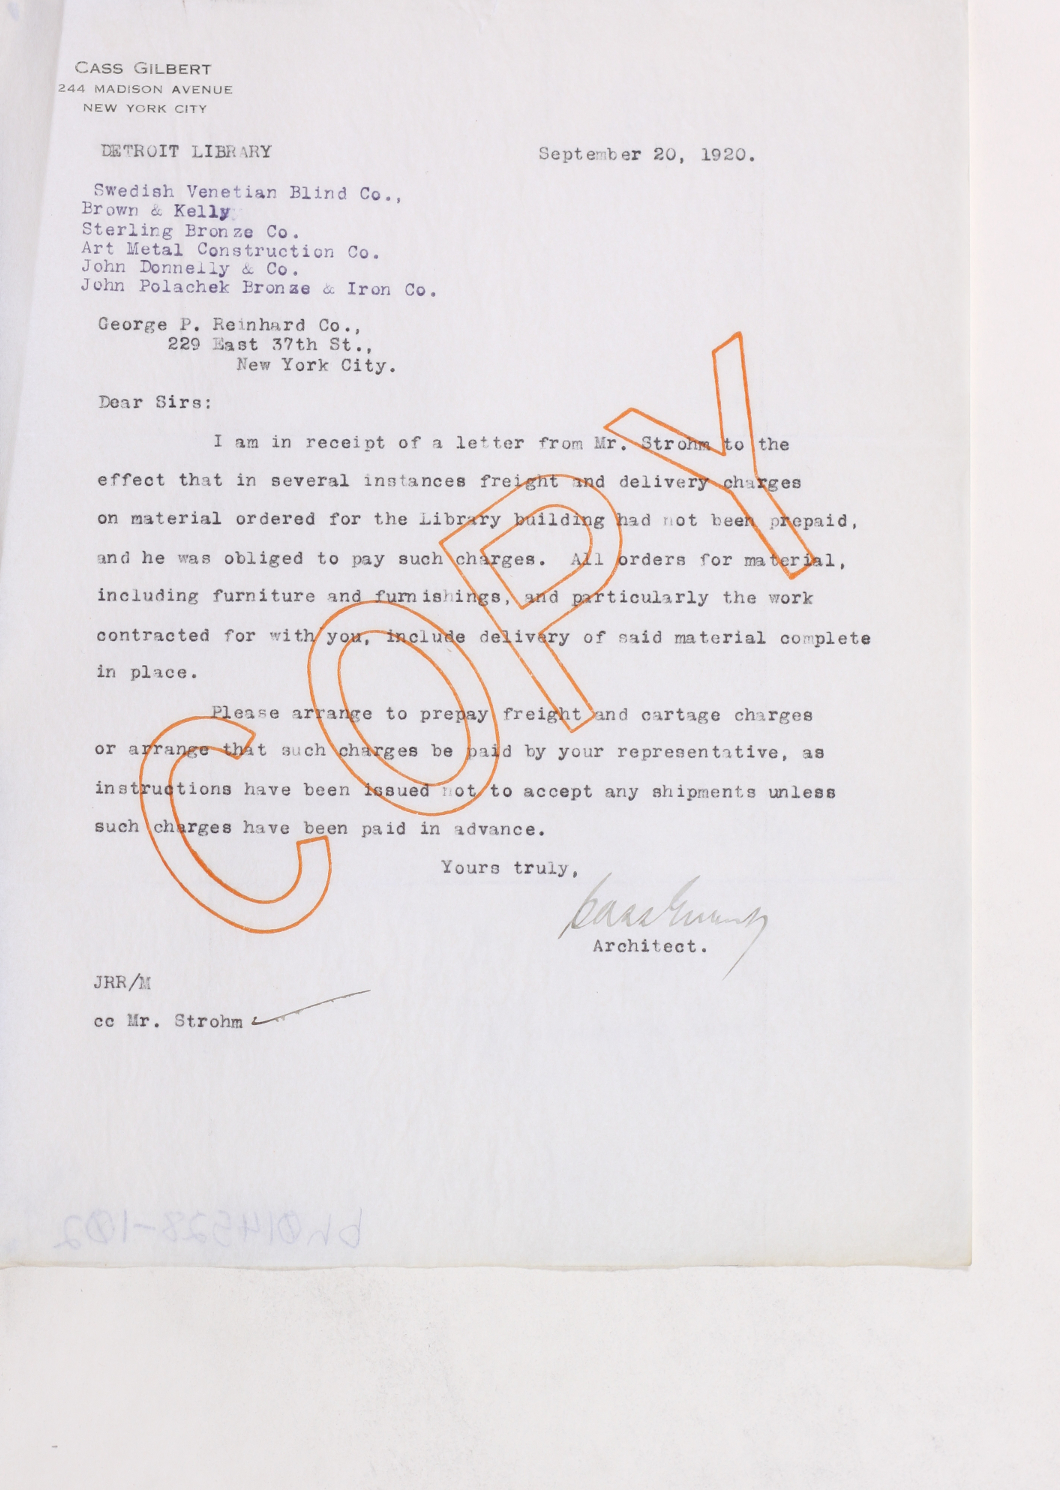 CASS GILBERT
244 MADISON AVENUE
NEW YORK CITY
DETROIT LIBRARY
September 20, 1920.
Swedish Venetian Blind Co.,
Brown & Kelly
Sterling Bronze Co.
Art Metal Construction Co.
John Donnelly & Co.
John Polachek Bronze & Iron Co.
George P. Reinhard Co.,
229 East 37th St.,
New York City.
Dear Sirs:
I am in receipt of a letter from Mr. Strohm to the
effect that in several instances freight and delivery charges
on material ordered for the Library building had not been prepaid,
and he was obliged to pay such charges. All orders for material,
including furniture and furnishings, and particularly the work
contracted for with you, include delivery of said material complete
in place.
Please arrange to prepay freight and cartage charges
or arrange that such charges be paid by your representative, as
instructions have been issued not to accept any shipments unless
such charges have been paid in advance.
Yours truly,
Cass Gilbert
Architect.
JRR/M
cc Mr. Strohm
COPY
bh014528-102